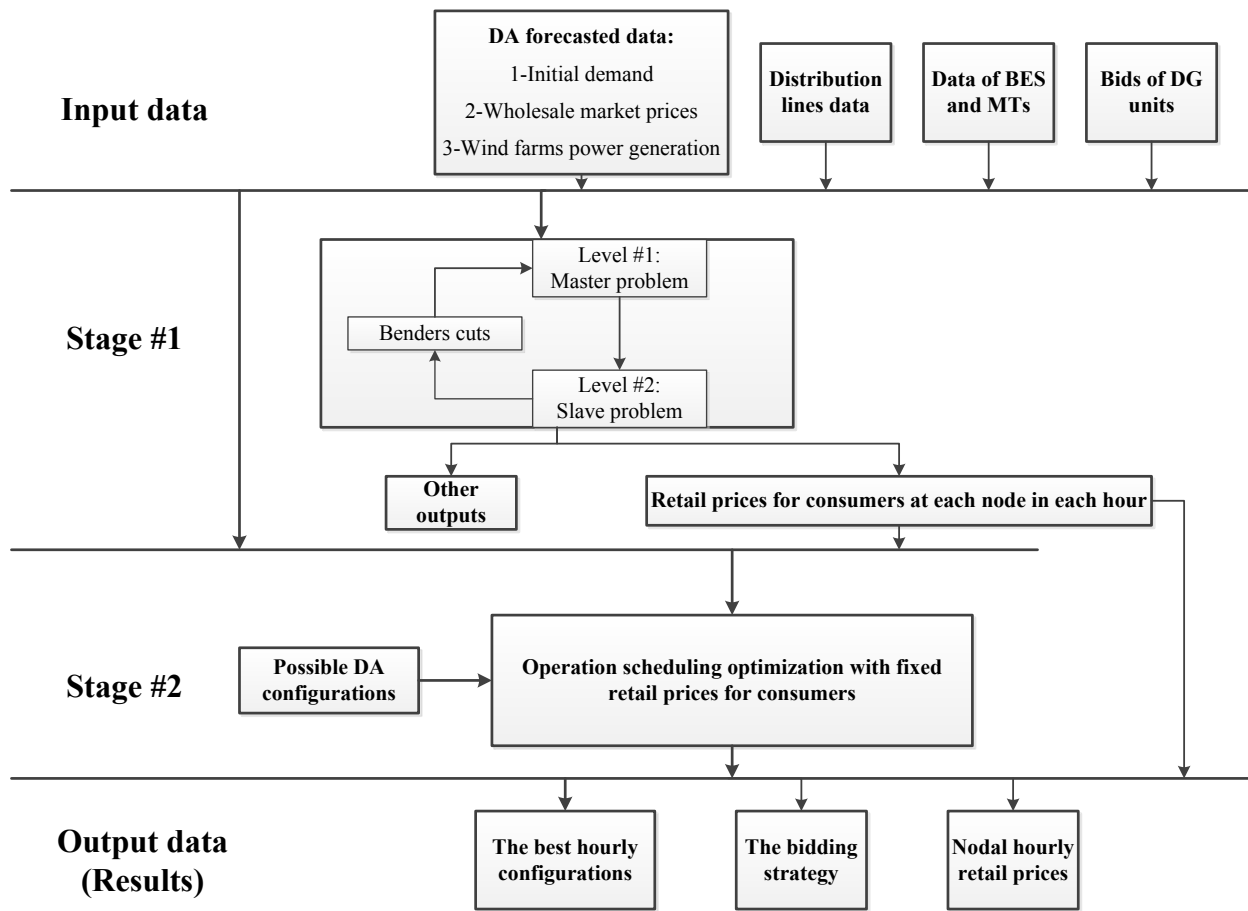 DA forecasted data:
1-Initial demand
2-Wholesale market prices
3-Wind farms power generation
Distribution
lines data
Data of BES
and MTs
Bids of DG
units
Input data
Level #1:
Master problem
Benders cuts
Stage #1
Level #2:
Slave problem
Other
outputs
Retail prices for consumers at each node in each hour
Possible DA
configurations
Operation scheduling optimization with fixed
retail prices for consumers
Stage #2
Output data
(Results)
The best hourly
configurations
The bidding
strategy
Nodal hourly
retail prices